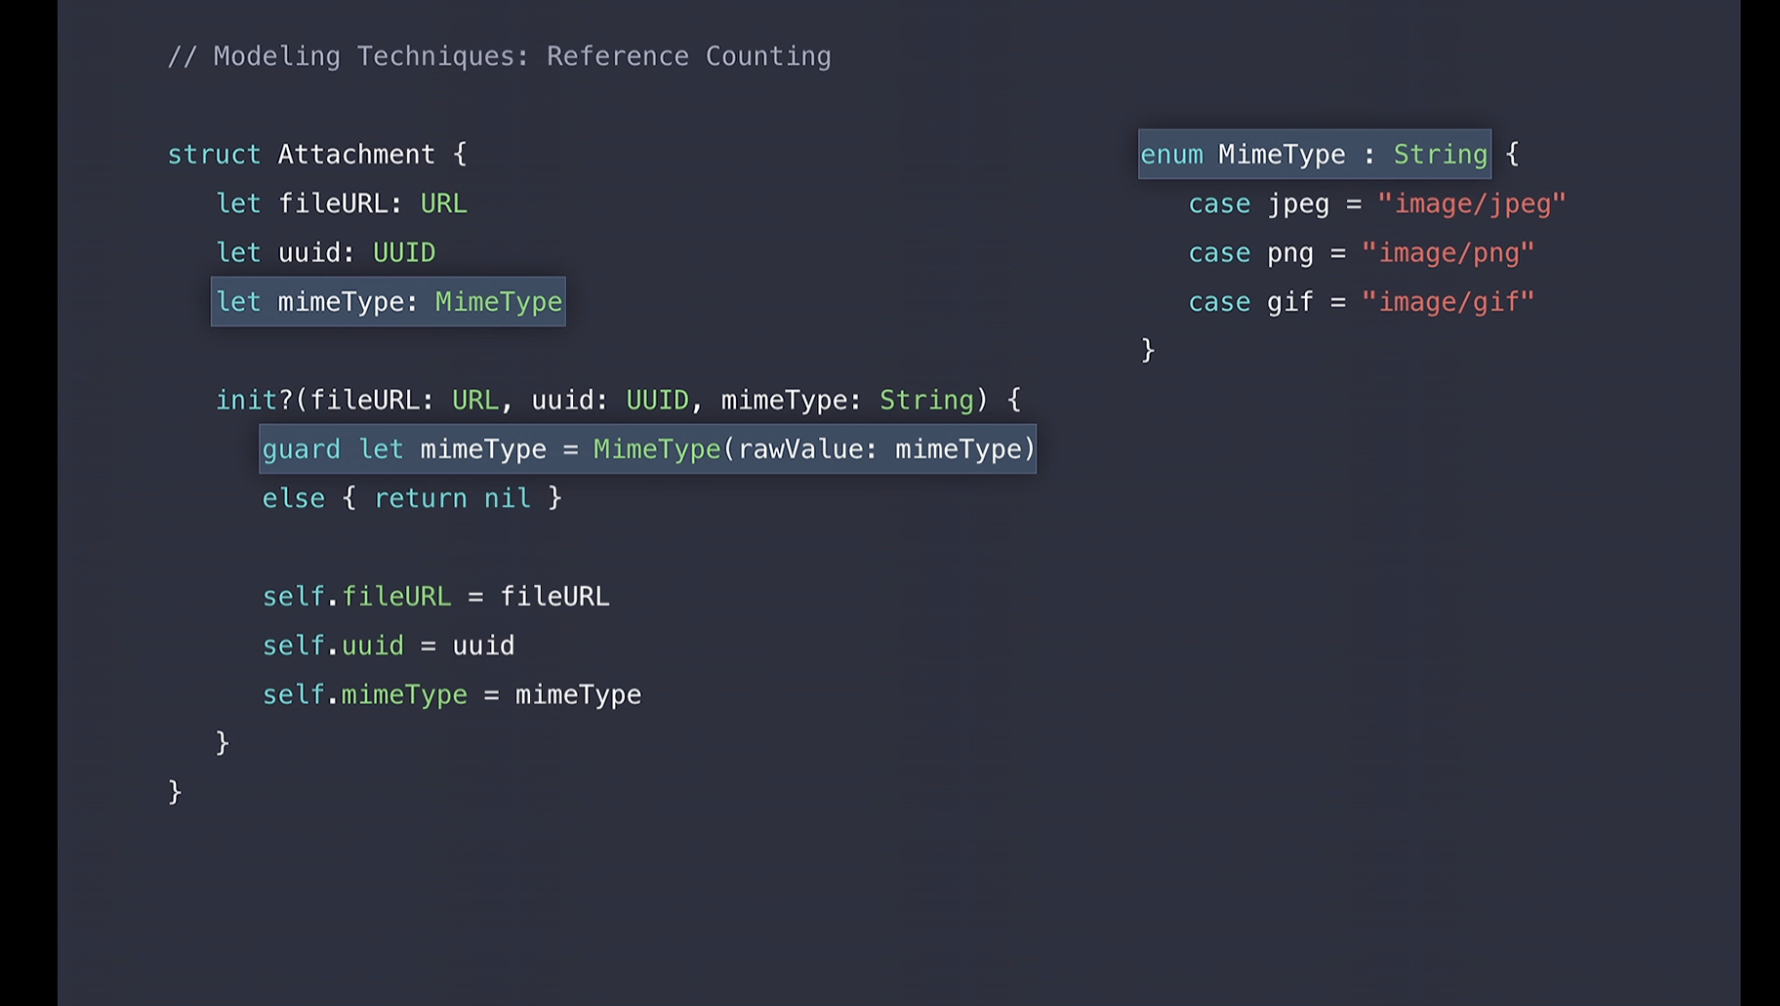 // Modeling Techniques: Reference Counting
struct Attachment {
let fileURL: URL
let uuid: UUID
let mimeType: MimeType
init?(fileURL: URL, uuid: UUID, mimeType: String) {
guard let mimeType = MimeType(rawValue: mimeType)
else { return nil }
self.fileURL = fileURL
self.uuid = uuid
self.mimeType = mimeType
}
}
enum MimeType : String {
case jpeg = "image/jpeg"
case png = "image/png"
case gif = "image/gif"
}